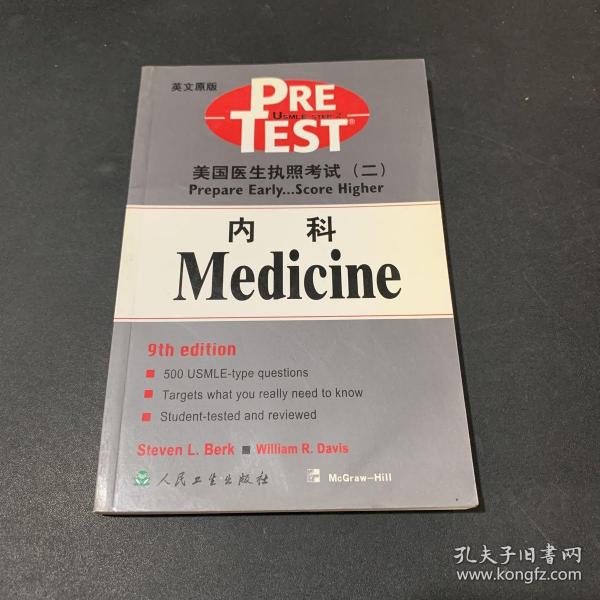 英文原版
PRE
USMLE STEP 2
TEST®
美国医生执照考试（二）
Prepare Early...Score Higher
内科
Medicine
9th edition
500 USMLE-type questions
Targets what you really need to know
Student-tested and reviewed
Steven L. Berk ■ William R. Davis
人民卫生出版社
McGraw-Hill
孔夫子旧书网
www.kongfz.com